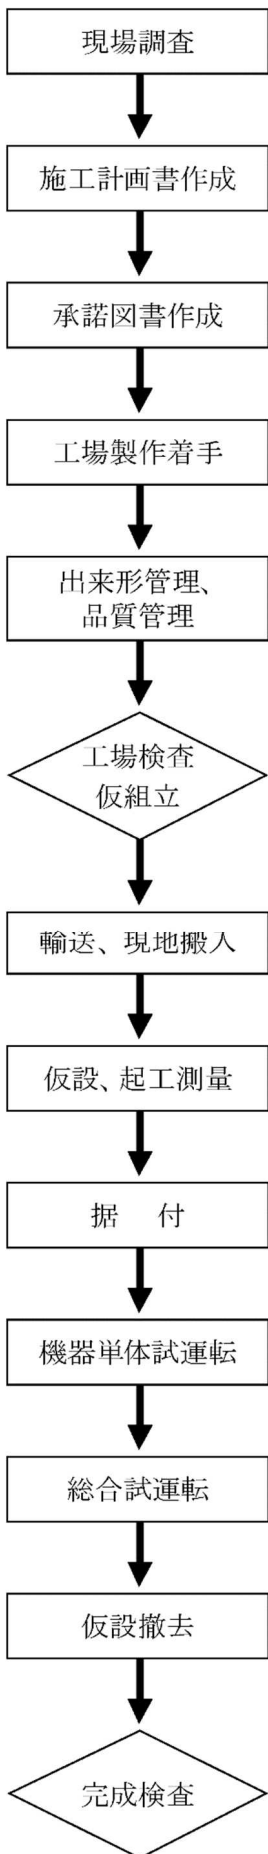 現場調査
施工計画書作成
承諾図書作成
工場製作着手
出来形管理、
品質管理
工場検査
仮組立
輸送、現地搬入
仮設、起工測量
据　付
機器単体試運転
総合試運転
仮設撤去
完成検査